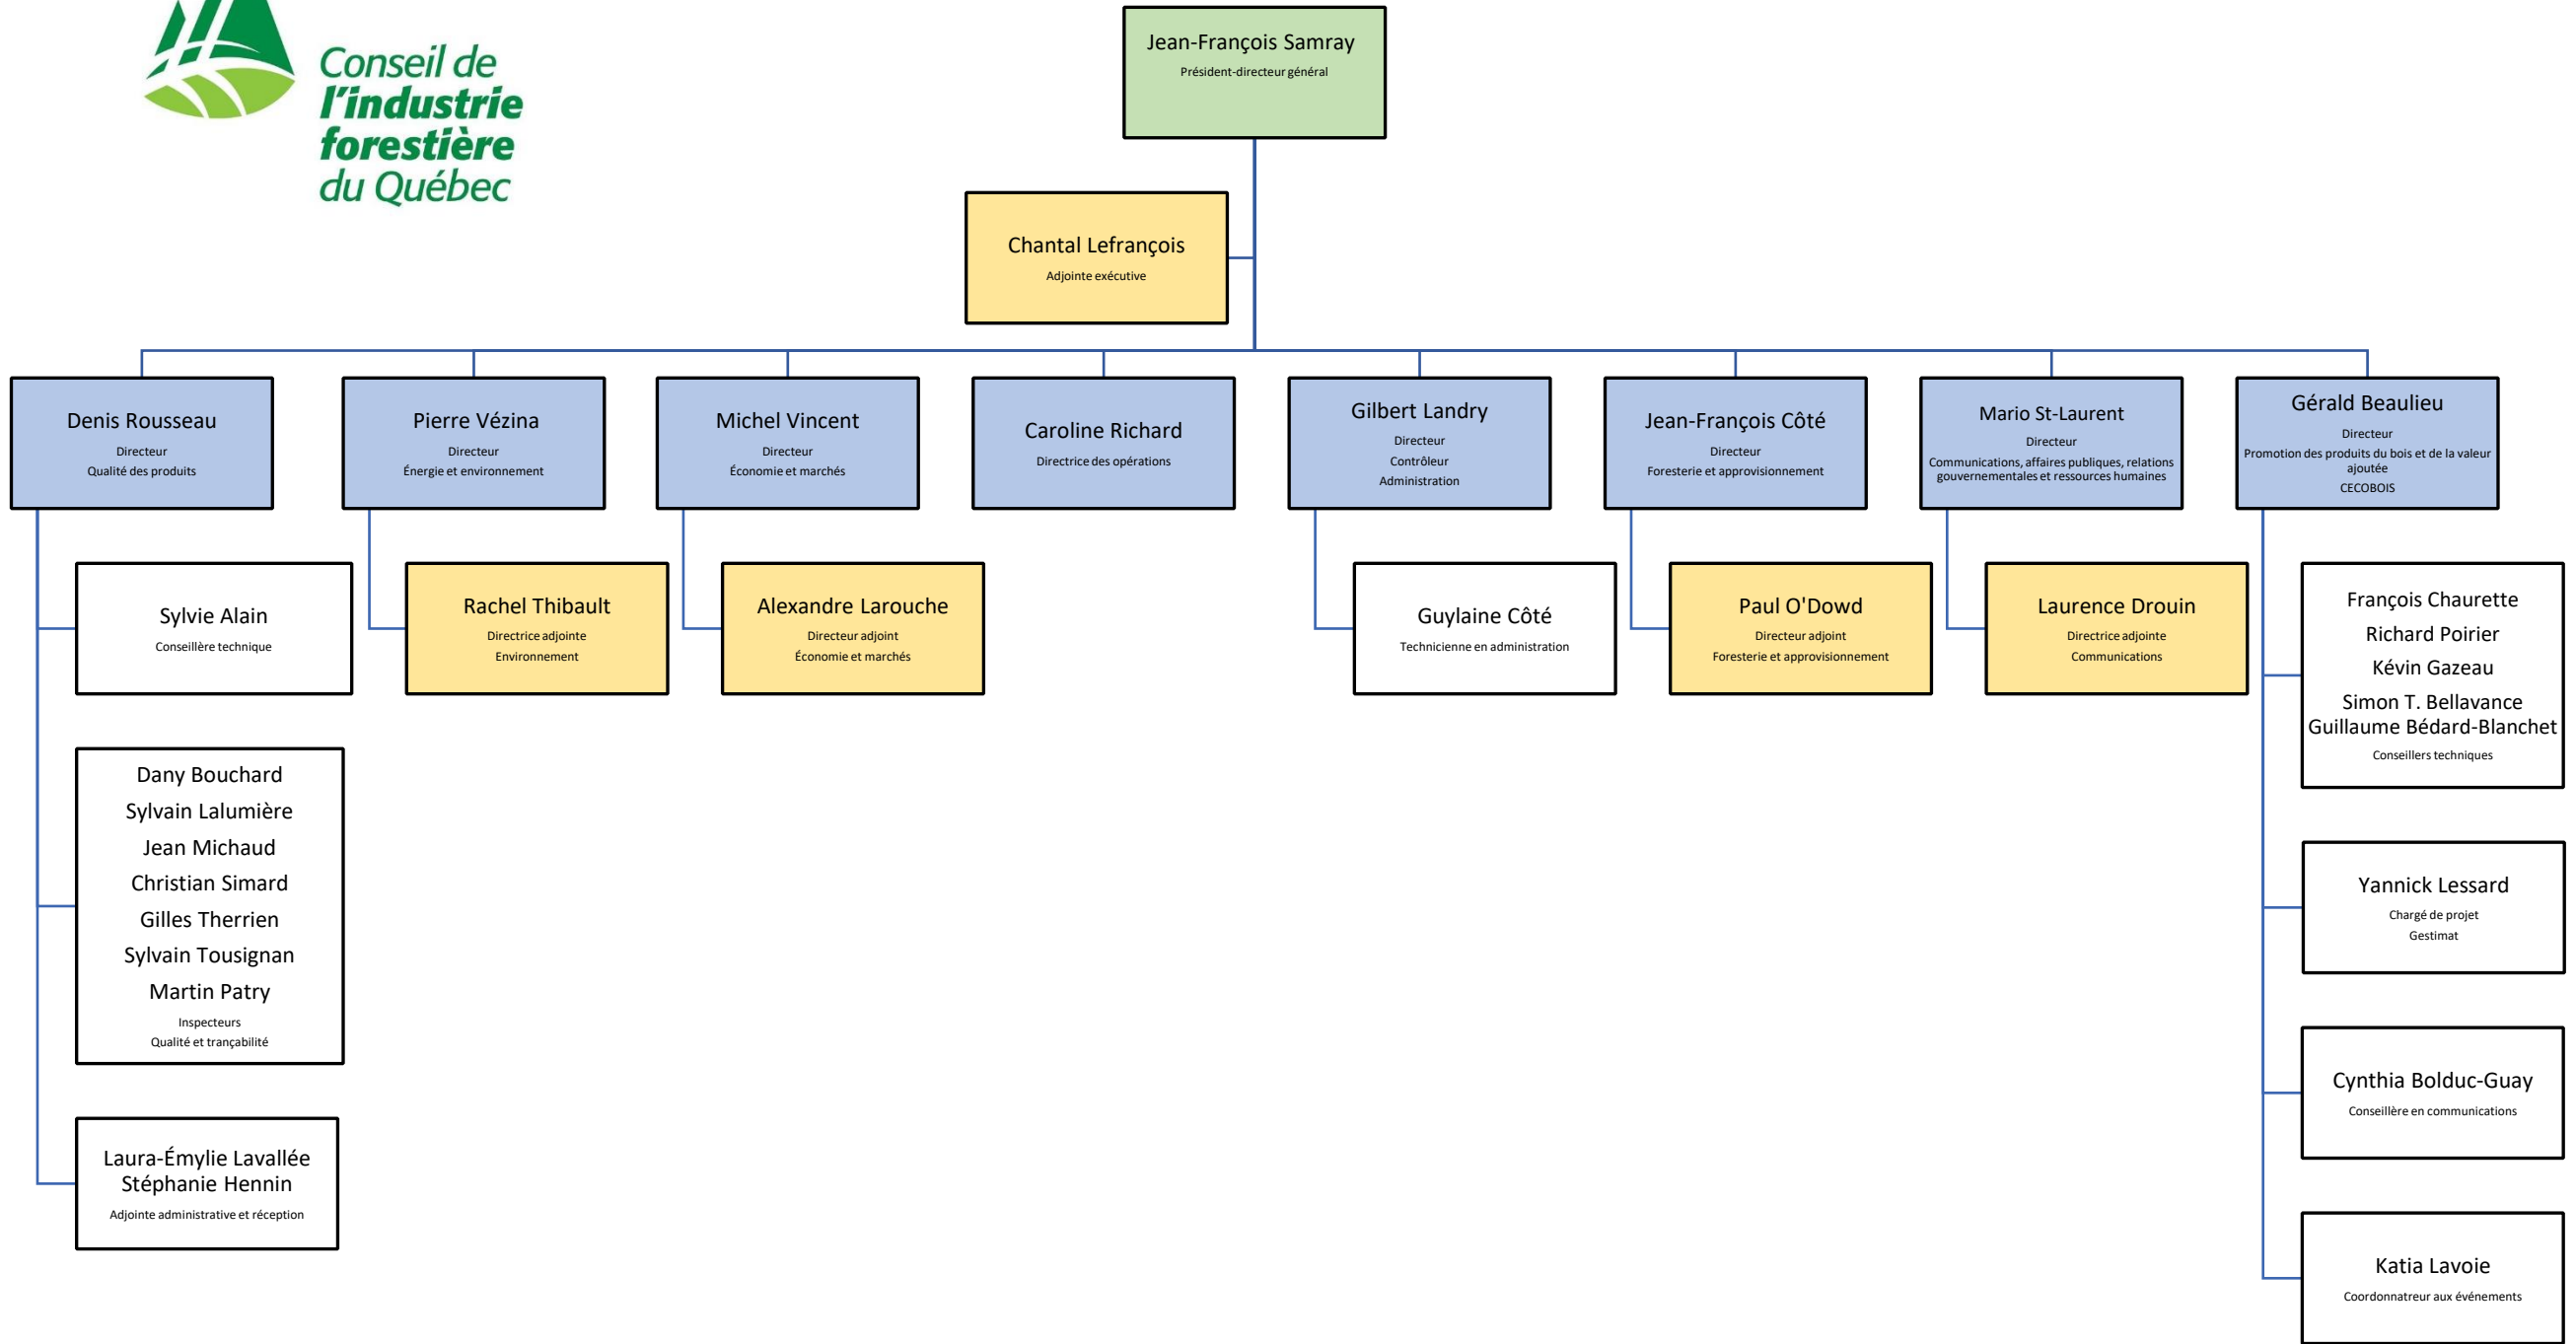 Conseil de
l'industrie
forestière
du Québec
Jean-François Samray
Président-directeur général
Chantal Lefrançois
Adjointe exécutive
Denis Rousseau
Directeur
Qualité des produits
Pierre Vézina
Directeur
Énergie et environnement
Michel Vincent
Directeur
Économie et marchés
Caroline Richard
Directrice des opérations
Gilbert Landry
Directeur
Contrôleur
Administration
Jean-François Côté
Directeur
Foresterie et approvisionnement
Mario St-Laurent
Directeur
Communications, affaires publiques, relations
gouvernementales et ressources humaines
Gérald Beaulieu
Directeur
Promotion des produits du bois et de la valeur
ajoutée
CECOBOIS
Sylvie Alain
Conseillère technique
Rachel Thibault
Directrice adjointe
Environnement
Alexandre Larouche
Directeur adjoint
Économie et marchés
Guylaine Côté
Technicienne en administration
Paul O'Dowd
Directeur adjoint
Foresterie et approvisionnement
Laurence Drouin
Directrice adjointe
Communications
François Chaurette
Richard Poirier
Kévin Gazeau
Simon T. Bellavance
Guillaume Bédard-Blanchet
Conseillers techniques
Dany Bouchard
Sylvain Lalumière
Jean Michaud
Christian Simard
Gilles Therrien
Sylvain Tousignan
Martin Patry
Inspecteurs
Qualité et trançabilité
Yannick Lessard
Chargé de projet
Gestimat
Cynthia Bolduc-Guay
Conseillère en communications
Laura-Émylie Lavallée
Stéphanie Hennin
Adjointe administrative et réception
Katia Lavoie
Coordonnatreur aux événements